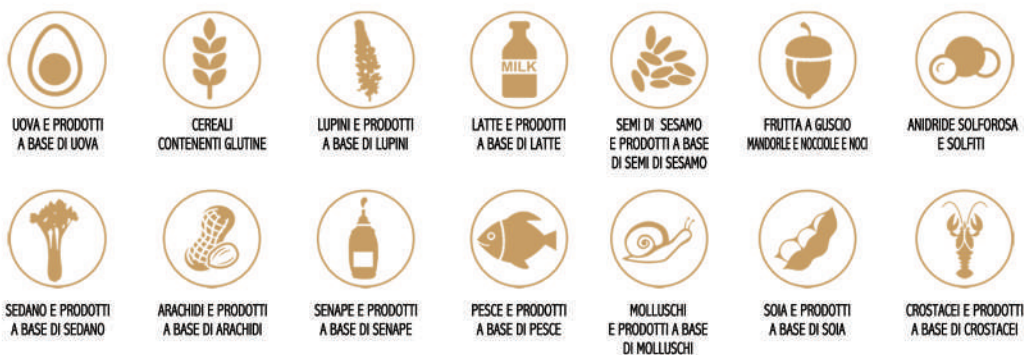 MILK
UOVA E PRODOTTI
A BASE DI UOVA
CEREALI
CONTENENTI GLUTINE
LUPINI E PRODOTTI
A BASE DI LUPINI
LATTE E PRODOTTI
A BASE DI LATTE
SEMI DI SESAMO
E PRODOTTI A BASE
DI SEMI DI SESAMO
FRUTTA A GUSCIO
MANDORLE E NOCCIOLE E NOCI
ANIDRIDE SOLFOROSA
E SOLFITI
SEDANO E PRODOTTI
A BASE DI SEDANO
ARACHIDI E PRODOTTI
A BASE DI ARACHIDI
SENAPE E PRODOTTI
A BASE DI SENAPE
PESCE E PRODOTTI
A BASE DI PESCE
MOLLUSCHI
E PRODOTTI A BASE
DI MOLLUSCHI
SOIA E PRODOTTI
A BASE DI SOIA
CROSTACEI E PRODOTTI
A BASE DI CROSTACEI